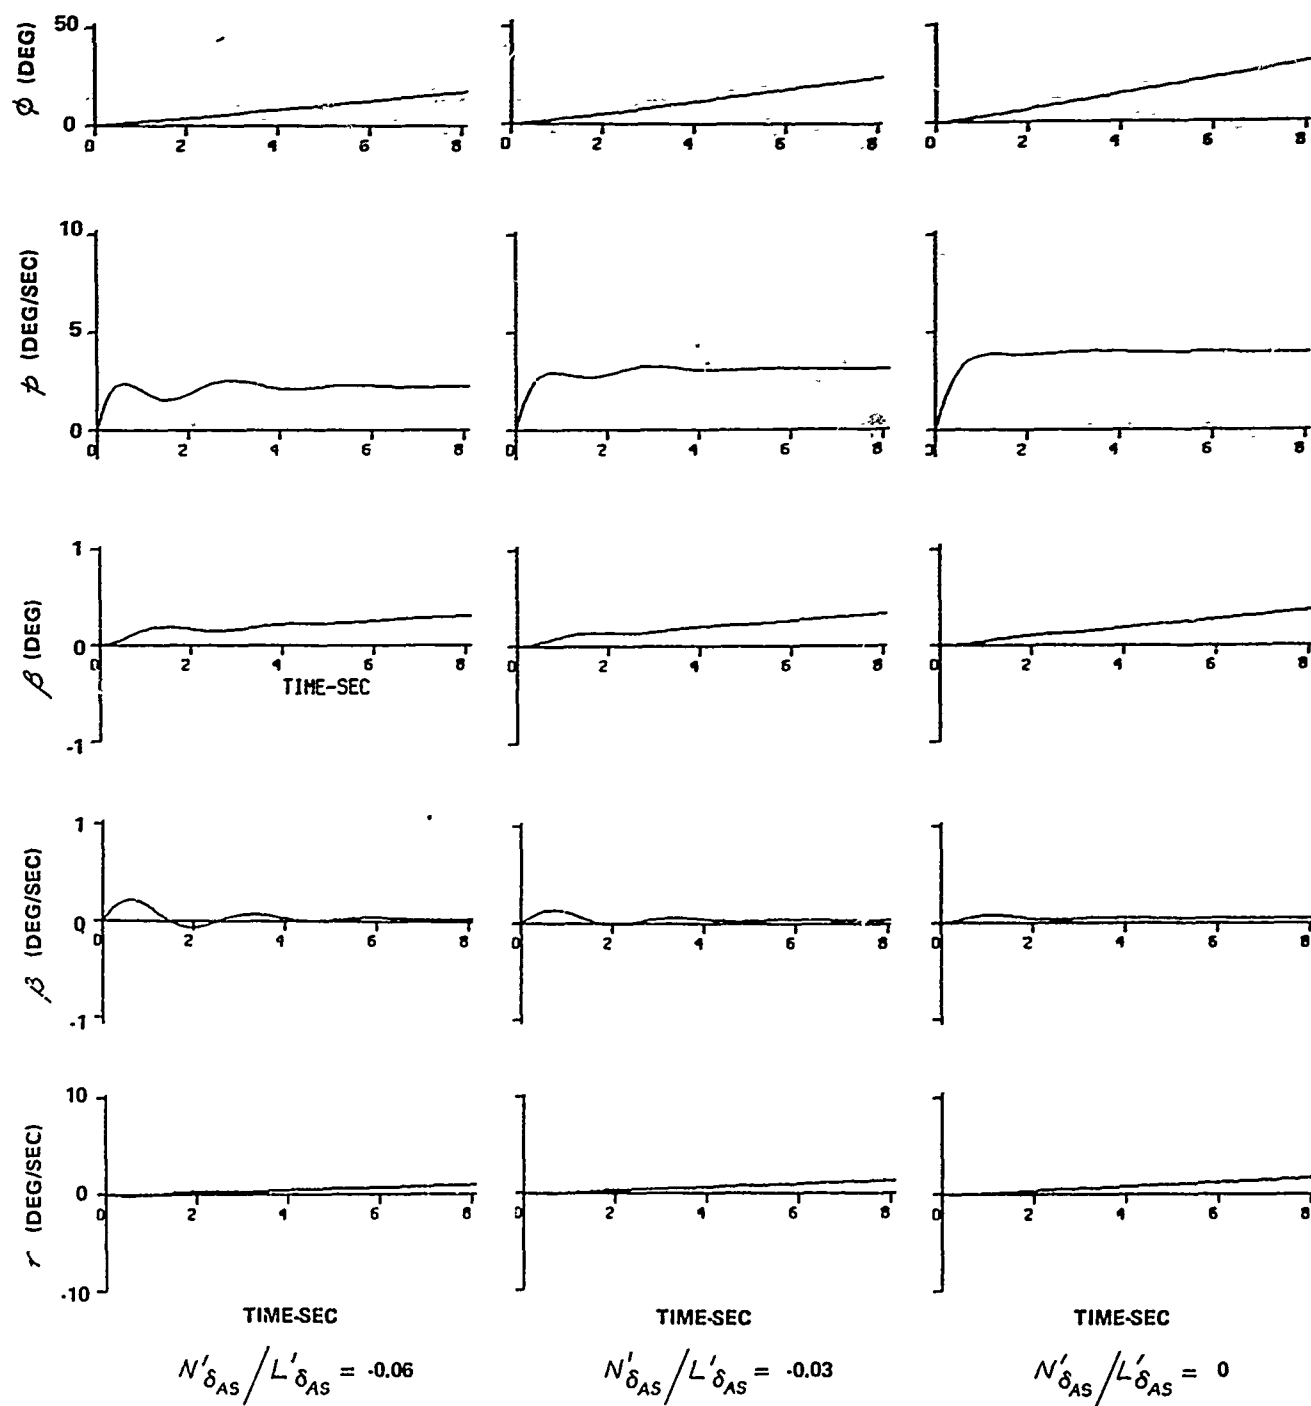 φ (DEG)
50
0
0 2 4 6 8
0 2 4 6 8
0 2 4 6 8
p (DEG/SEC)
10
5
0
0 2 4 6 8
0 2 4 6 8
0 2 4 6 8
β (DEG)
1
0
-1
0 2 4 6 8
TIME-SEC
0 2 4 6 8
0 2 4 6 8
β (DEG/SEC)
1
0
-1
0 2 4 6 8
0 2 4 6 8
0 2 4 6 8
r (DEG/SEC)
10
0
-10
0 2 4 6 8
0 2 4 6 8
0 2 4 6 8
TIME-SEC
TIME-SEC
TIME-SEC
N'δAS/L'δAS = -0.06
N'δAS/L'δAS = -0.03
N'δAS/L'δAS = 0